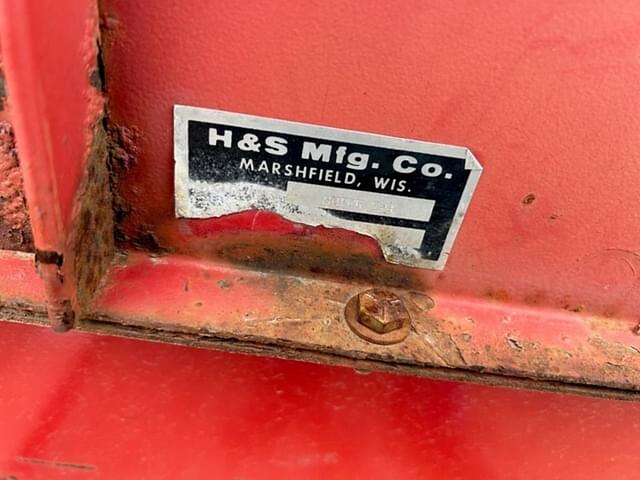 H&S Mfg. Co.
MARSHFIELD, WIS.